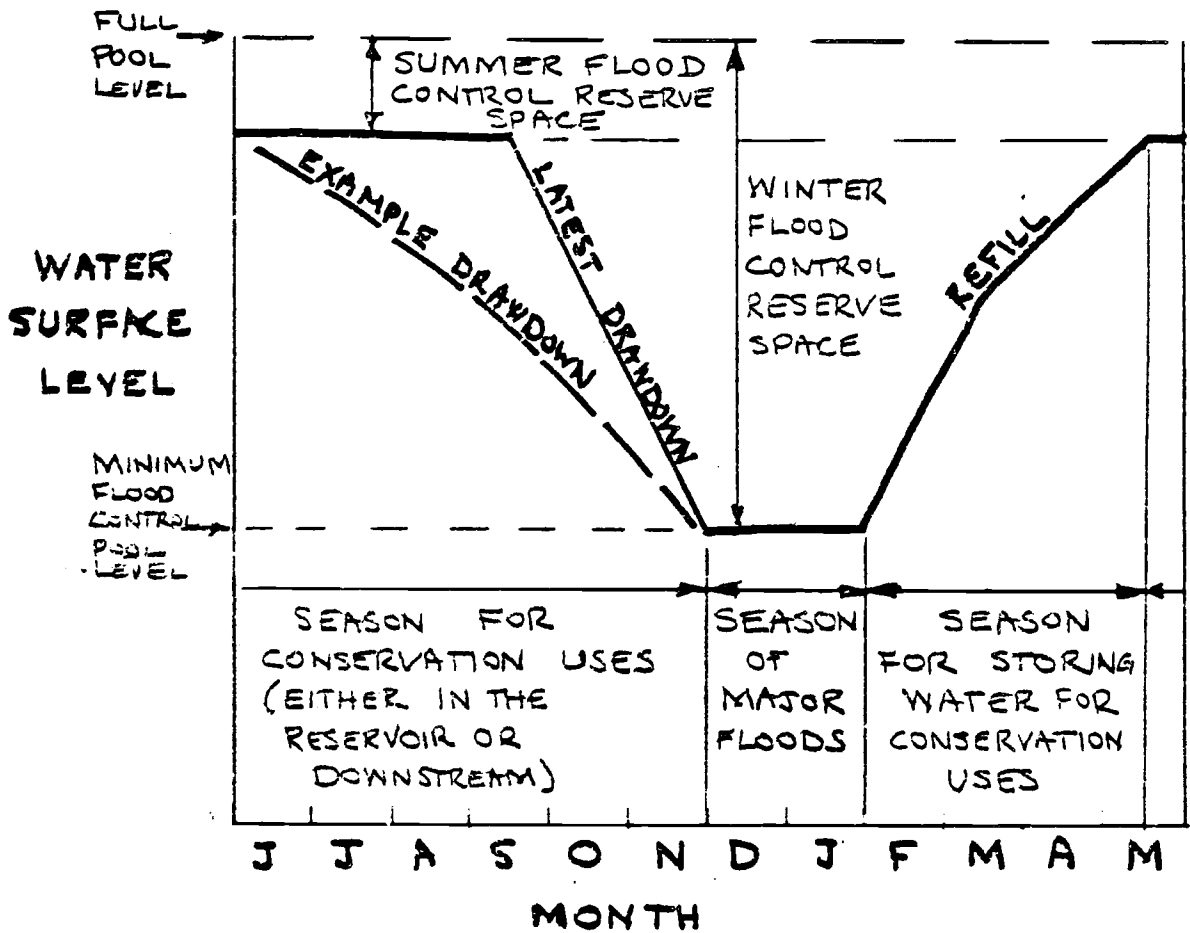 FULL
POOL
LEVEL
SUMMER FLOOD
CONTROL RESERVE
SPACE
EXAMPLE DRAWDOWN
LATEST DRAWDOWN
WINTER
FLOOD
CONTROL
RESERVE
SPACE
REFILL
WATER
SURFACE
LEVEL
MINIMUM
FLOOD
CONTROL
POOL
LEVEL
SEASON FOR
CONSERVATION USES
(EITHER IN THE
RESERVOIR OR
DOWNSTREAM)
SEASON
OF
MAJOR
FLOODS
SEASON
FOR STORING
WATER FOR
CONSERVATION
USES
J J A S O N D J F M A M
MONTH